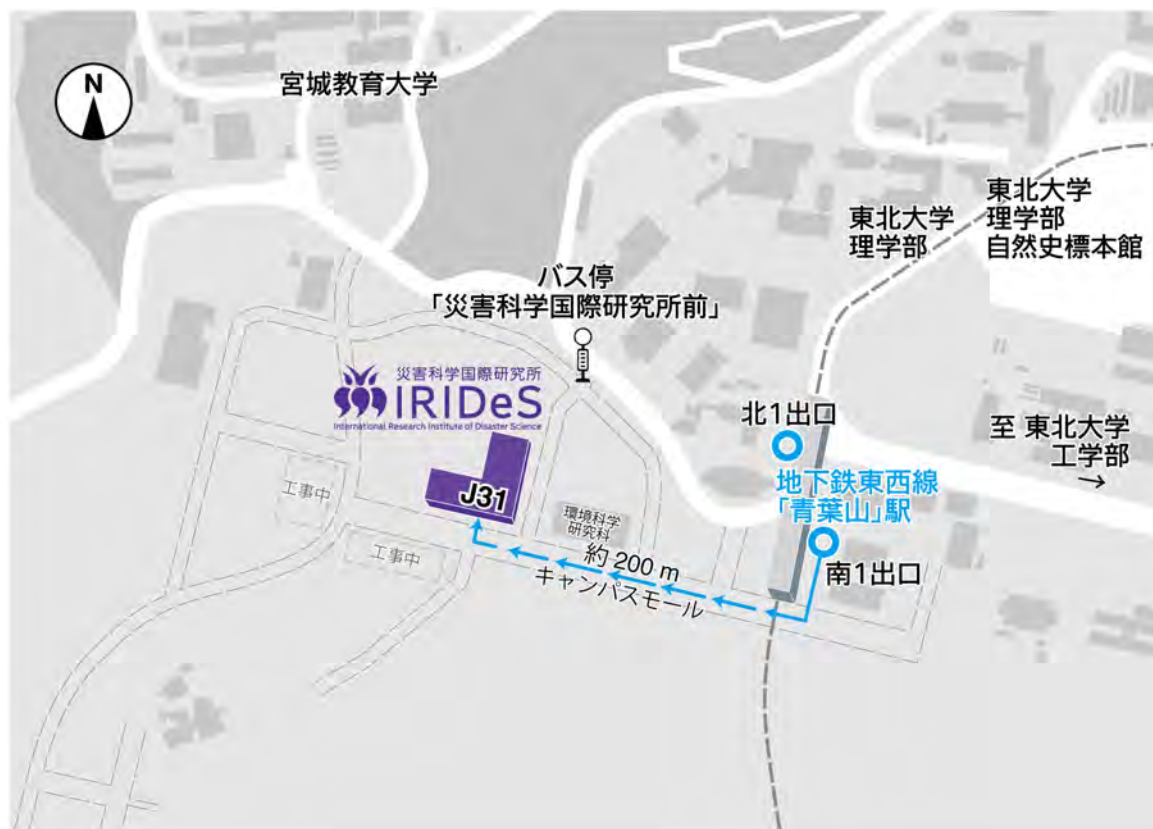 N
宮城教育大学
東北大学
理学部
東北大学
理学部
自然史標本館
バス停
「災害科学国際研究所前」
災害科学国際研究所
IRIDeS
International Research Institute of Disaster Science
北1出口
至 東北大学
工学部
→
地下鉄東西線
「青葉山」駅
工事中
J31
環境科学
研究科
工事中
約 200 m
キャンパスモール
南1出口